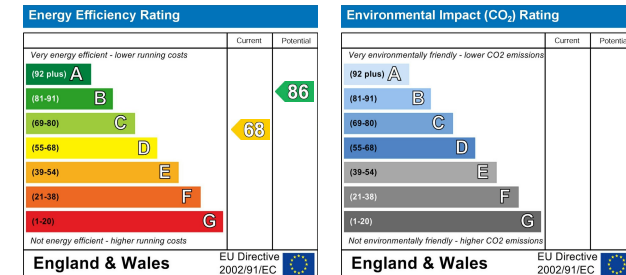 Energy Efficiency Rating
Current Potential
Very energy efficient - lower running costs
(92 plus) A
(81-91) B
(69-80) C
(55-68) D
(39-54) E
(21-38) F
(1-20) G
68
86
Not energy efficient - higher running costs
England & Wales
EU Directive
2002/91/EC
Environmental Impact (CO₂) Rating
Current Potential
Very environmentally friendly - lower CO2 emissions
(92 plus) A
(81-91) B
(69-80) C
(55-68) D
(39-54) E
(21-38) F
(1-20) G
Not environmentally friendly - higher CO2 emissions
England & Wales
EU Directive
2002/91/EC